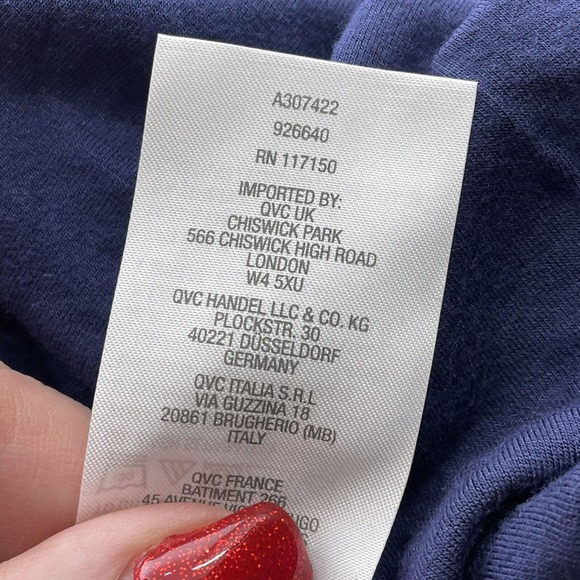 A307422
926640
RN 117150
IMPORTED BY:
QVC UK
CHISWICK PARK
566 CHISWICK HIGH ROAD
LONDON
W4 5XU
QVC HANDEL LLC & CO. KG
PLOCKSTR. 30
40221 DÜSSELDORF
GERMANY
QVC ITALIA S.R.L
VIA GUZZINA 18
20861 BRUGHERIO (MB)
ITALY
QVC FRANCE
BATIMENT 266
45 AVENUE